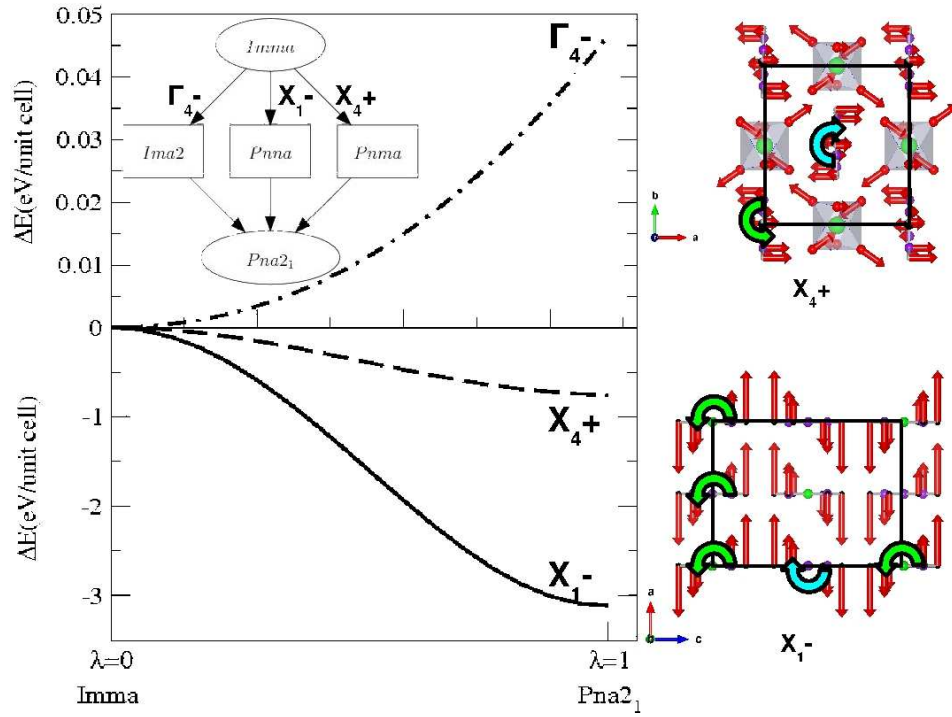 0.05
0.04
0.03
0.02
0.01
0
-1
-2
-3
ΔE(eV/unit cell)
ΔE(eV/unit cell)
Imma
Γ4-
X1-
X4+
Ima2
Pnna
Pnma
Pna21
Γ4-
X4+
X1-
λ=0
λ=1
Imma
Pna21
b
a
X4+
a
c
X1-